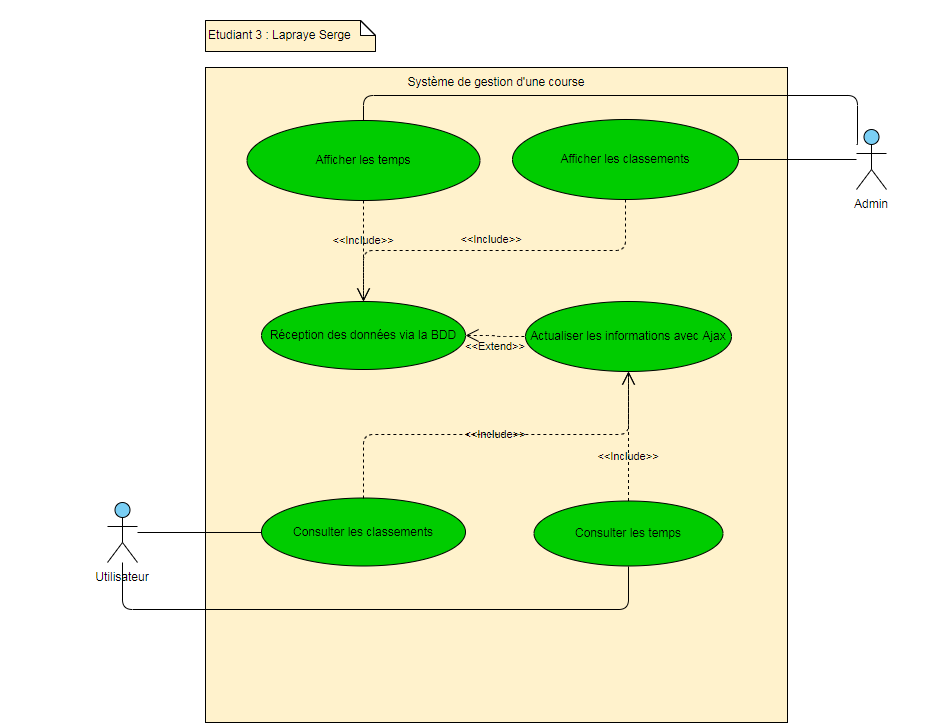 Etudiant 3 : Lapraye Serge
Système de gestion d'une course
Afficher les temps
Afficher les classements
Admin
<<Include>>
<<Include>>
Réception des données via la BDD
Actualiser les informations avec Ajax
<<Extend>>
<<Include>>
<<Include>>
Consulter les classements
Consulter les temps
Utilisateur